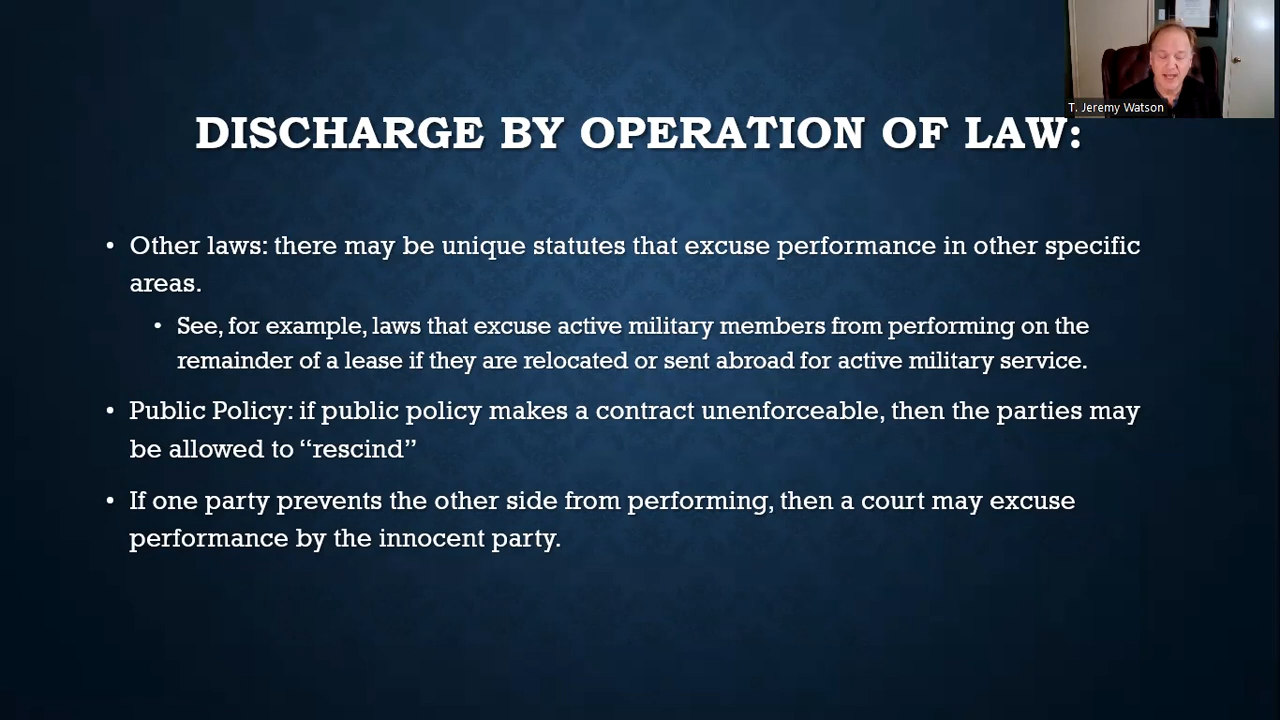 T. Jeremy Watson
DISCHARGE BY OPERATION OF LAW:
• Other laws: there may be unique statutes that excuse performance in other specific
areas.
• See, for example, laws that excuse active military members from performing on the
remainder of a lease if they are relocated or sent abroad for active military service.
• Public Policy: if public policy makes a contract unenforceable, then the parties may
be allowed to “rescind”
• If one party prevents the other side from performing, then a court may excuse
performance by the innocent party.